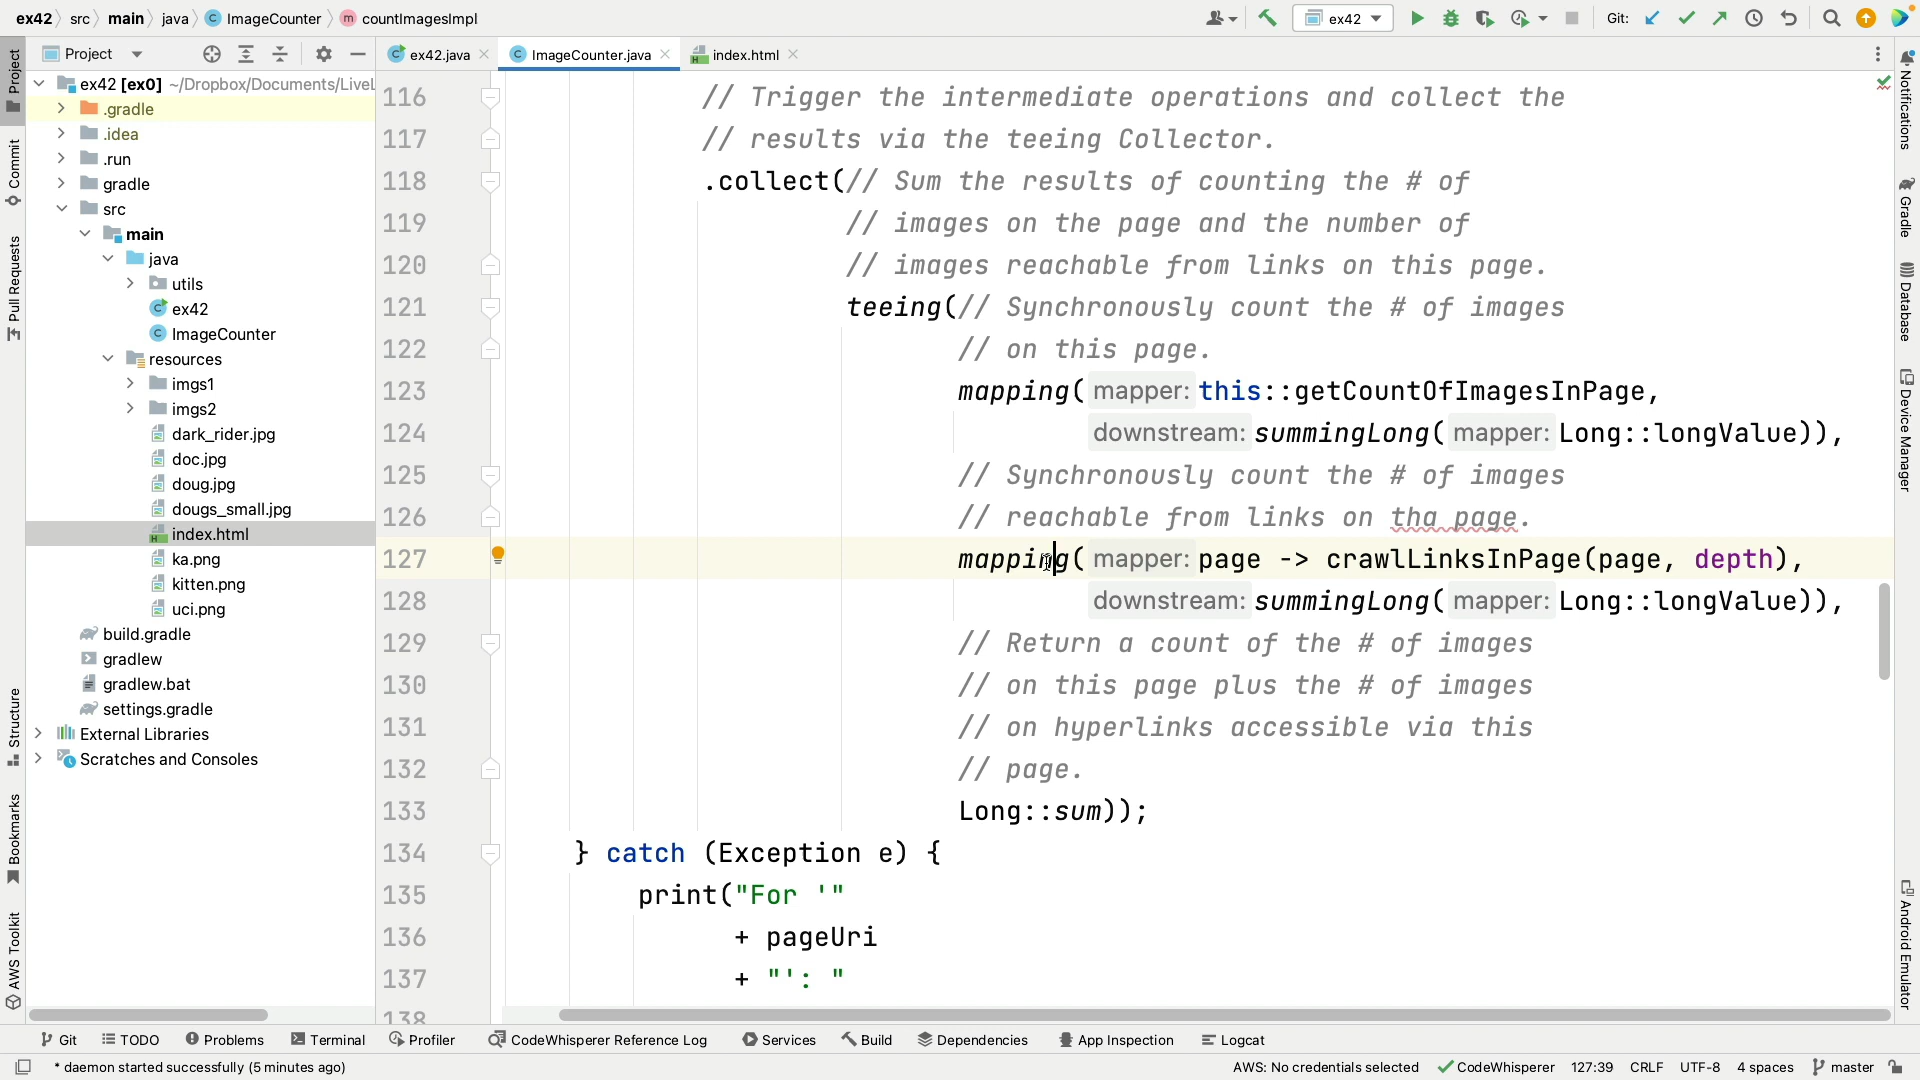 ex42 src main java ImageCounter countImagesImpl ex42 Git:
Project ex42.java ImageCounter.java index.html
ex42 [ex0] ~/Dropbox/Documents/LiveL
.gradle
.idea
.run
gradle
src
main
java
utils
ex42
ImageCounter
resources
imgs1
imgs2
dark_rider.jpg
doc.jpg
doug.jpg
dougs_small.jpg
index.html
ka.png
kitten.png
uci.png
build.gradle
gradlew
gradlew.bat
settings.gradle
External Libraries
Scratches and Consoles
Project
Commit
Pull Requests
Structure
Bookmarks
AWS Toolkit
116 // Trigger the intermediate operations and collect the
117 // results via the teeing Collector.
118 .collect(// Sum the results of counting the # of
119 // images on the page and the number of
120 // images reachable from links on this page.
121 teeing(// Synchronously count the # of images
122 // on this page.
123 mapping( mapper: this::getCountOfImagesInPage,
124 downstream: summingLong( mapper: Long::longValue)),
125 // Synchronously count the # of images
126 // reachable from links on tha page.
127 mapping( mapper: page -> crawlLinksInPage(page, depth),
128 downstream: summingLong( mapper: Long::longValue)),
129 // Return a count of the # of images
130 // on this page plus the # of images
131 // on hyperlinks accessible via this
132 // page.
133 Long::sum));
134 } catch (Exception e) {
135 print("For '"
136 + pageUri
137 + "': "
138
Notifications
Gradle
Database
Device Manager
Android Emulator
Git TODO Problems Terminal Profiler CodeWhisperer Reference Log Services Build Dependencies App Inspection Logcat
* daemon started successfully (5 minutes ago) AWS: No credentials selected CodeWhisperer 127:39 CRLF UTF-8 4 spaces master